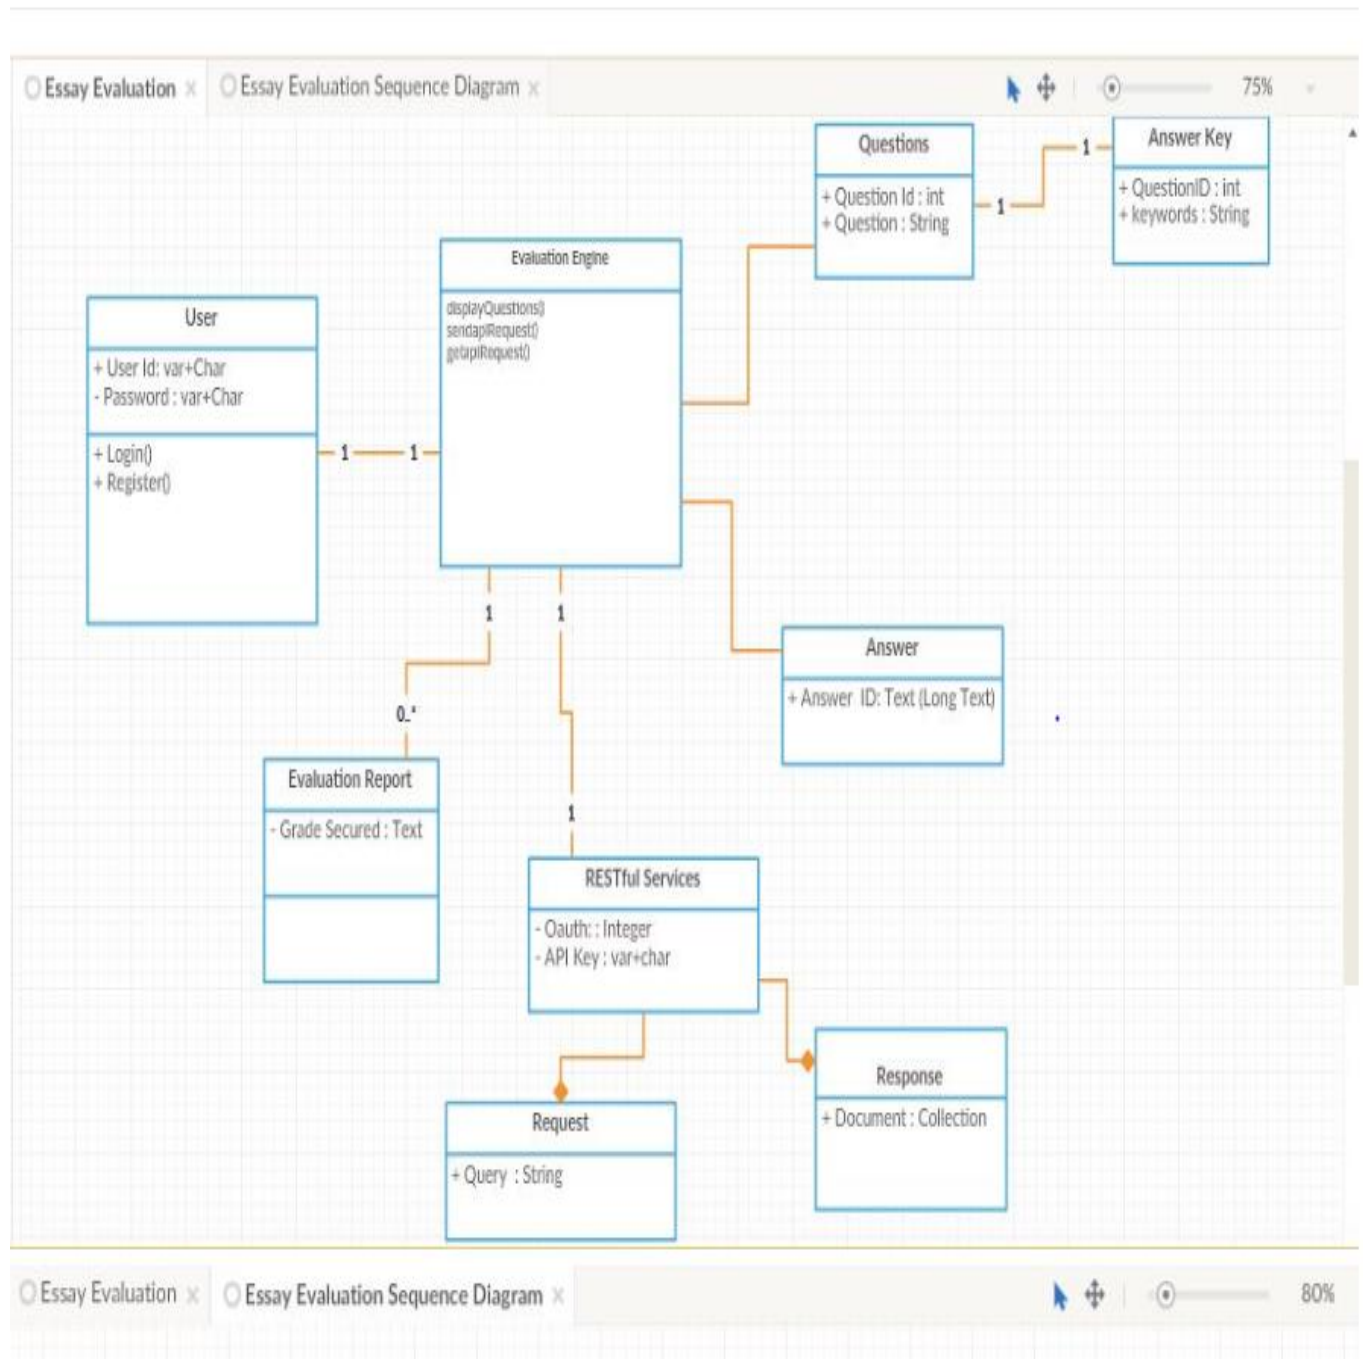 Essay Evaluation ×
Essay Evaluation Sequence Diagram ×
75%
Questions
+ Question Id : int
+ Question : String
1
1
Answer Key
+ QuestionID : int
+ keywords : String
Evaluation Engine
displayQuestions()
sendapiRequest()
getapiRequest()
User
+ User Id: var+Char
- Password : var+Char
+ Login()
+ Register()
1
1
1
1
0..*
1
Answer
+ Answer ID: Text (Long Text)
Evaluation Report
- Grade Secured : Text
RESTful Services
- Oauth: : Integer
- API Key : var+char
Response
+ Document : Collection
Request
+ Query : String
Essay Evaluation ×
Essay Evaluation Sequence Diagram ×
80%